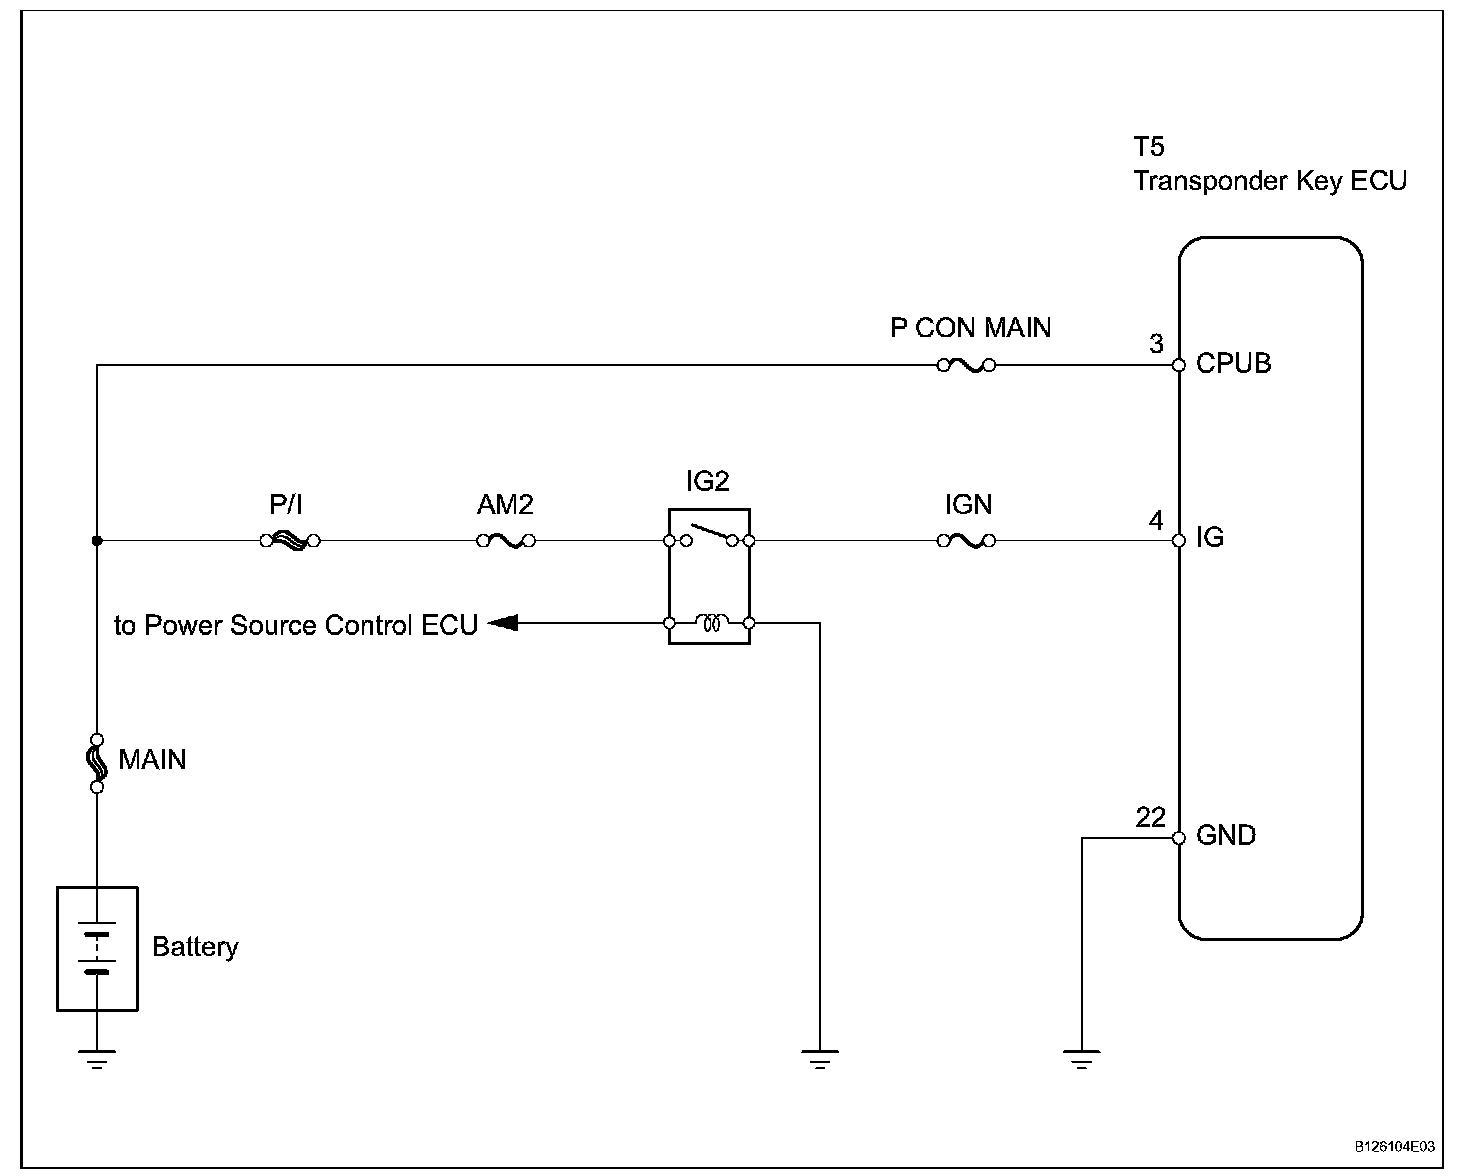 T5
Transponder Key ECU
P CON MAIN
3
CPUB
IG2
P/I
AM2
IGN
4
IG
to Power Source Control ECU
MAIN
22
GND
Battery
B126104E03